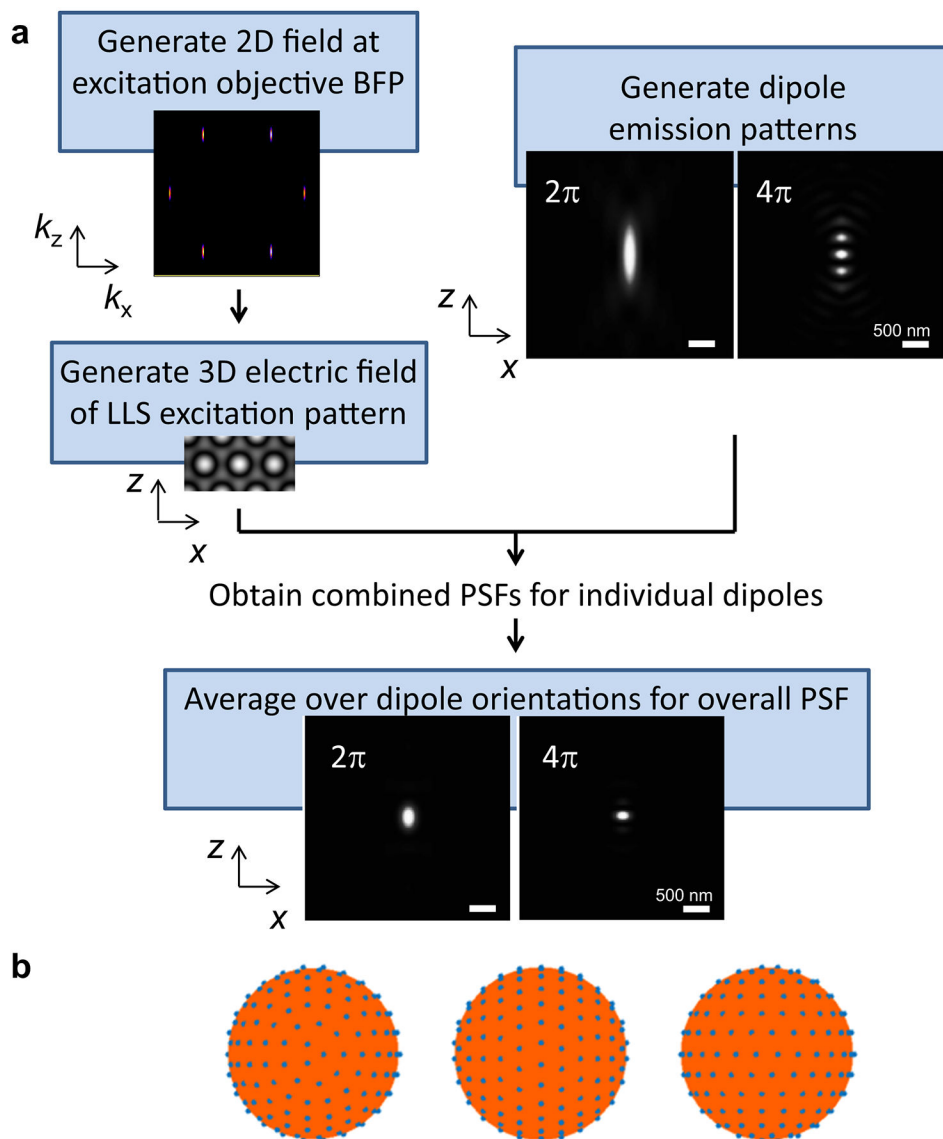 a
Generate 2D field at
excitation objective BFP
kz
kx
Generate dipole
emission patterns
2π
4π
500 nm
z
x
Generate 3D electric field
of LLS excitation pattern
z
x
Obtain combined PSFs for individual dipoles
Average over dipole orientations for overall PSF
2π
4π
500 nm
z
x
b